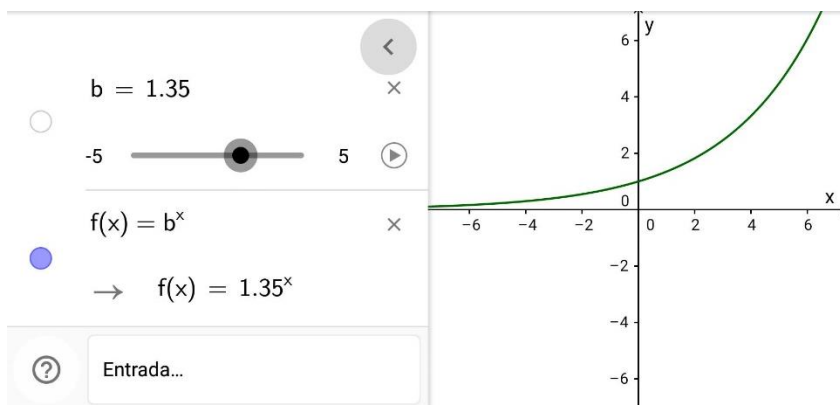 b = 1.35
-5 5
f(x) = bˣ
→ f(x) = 1.35ˣ
Entrada...
y
6
4
2
0
x
−6 −4 −2 0 2 4 6
−2
−4
−6